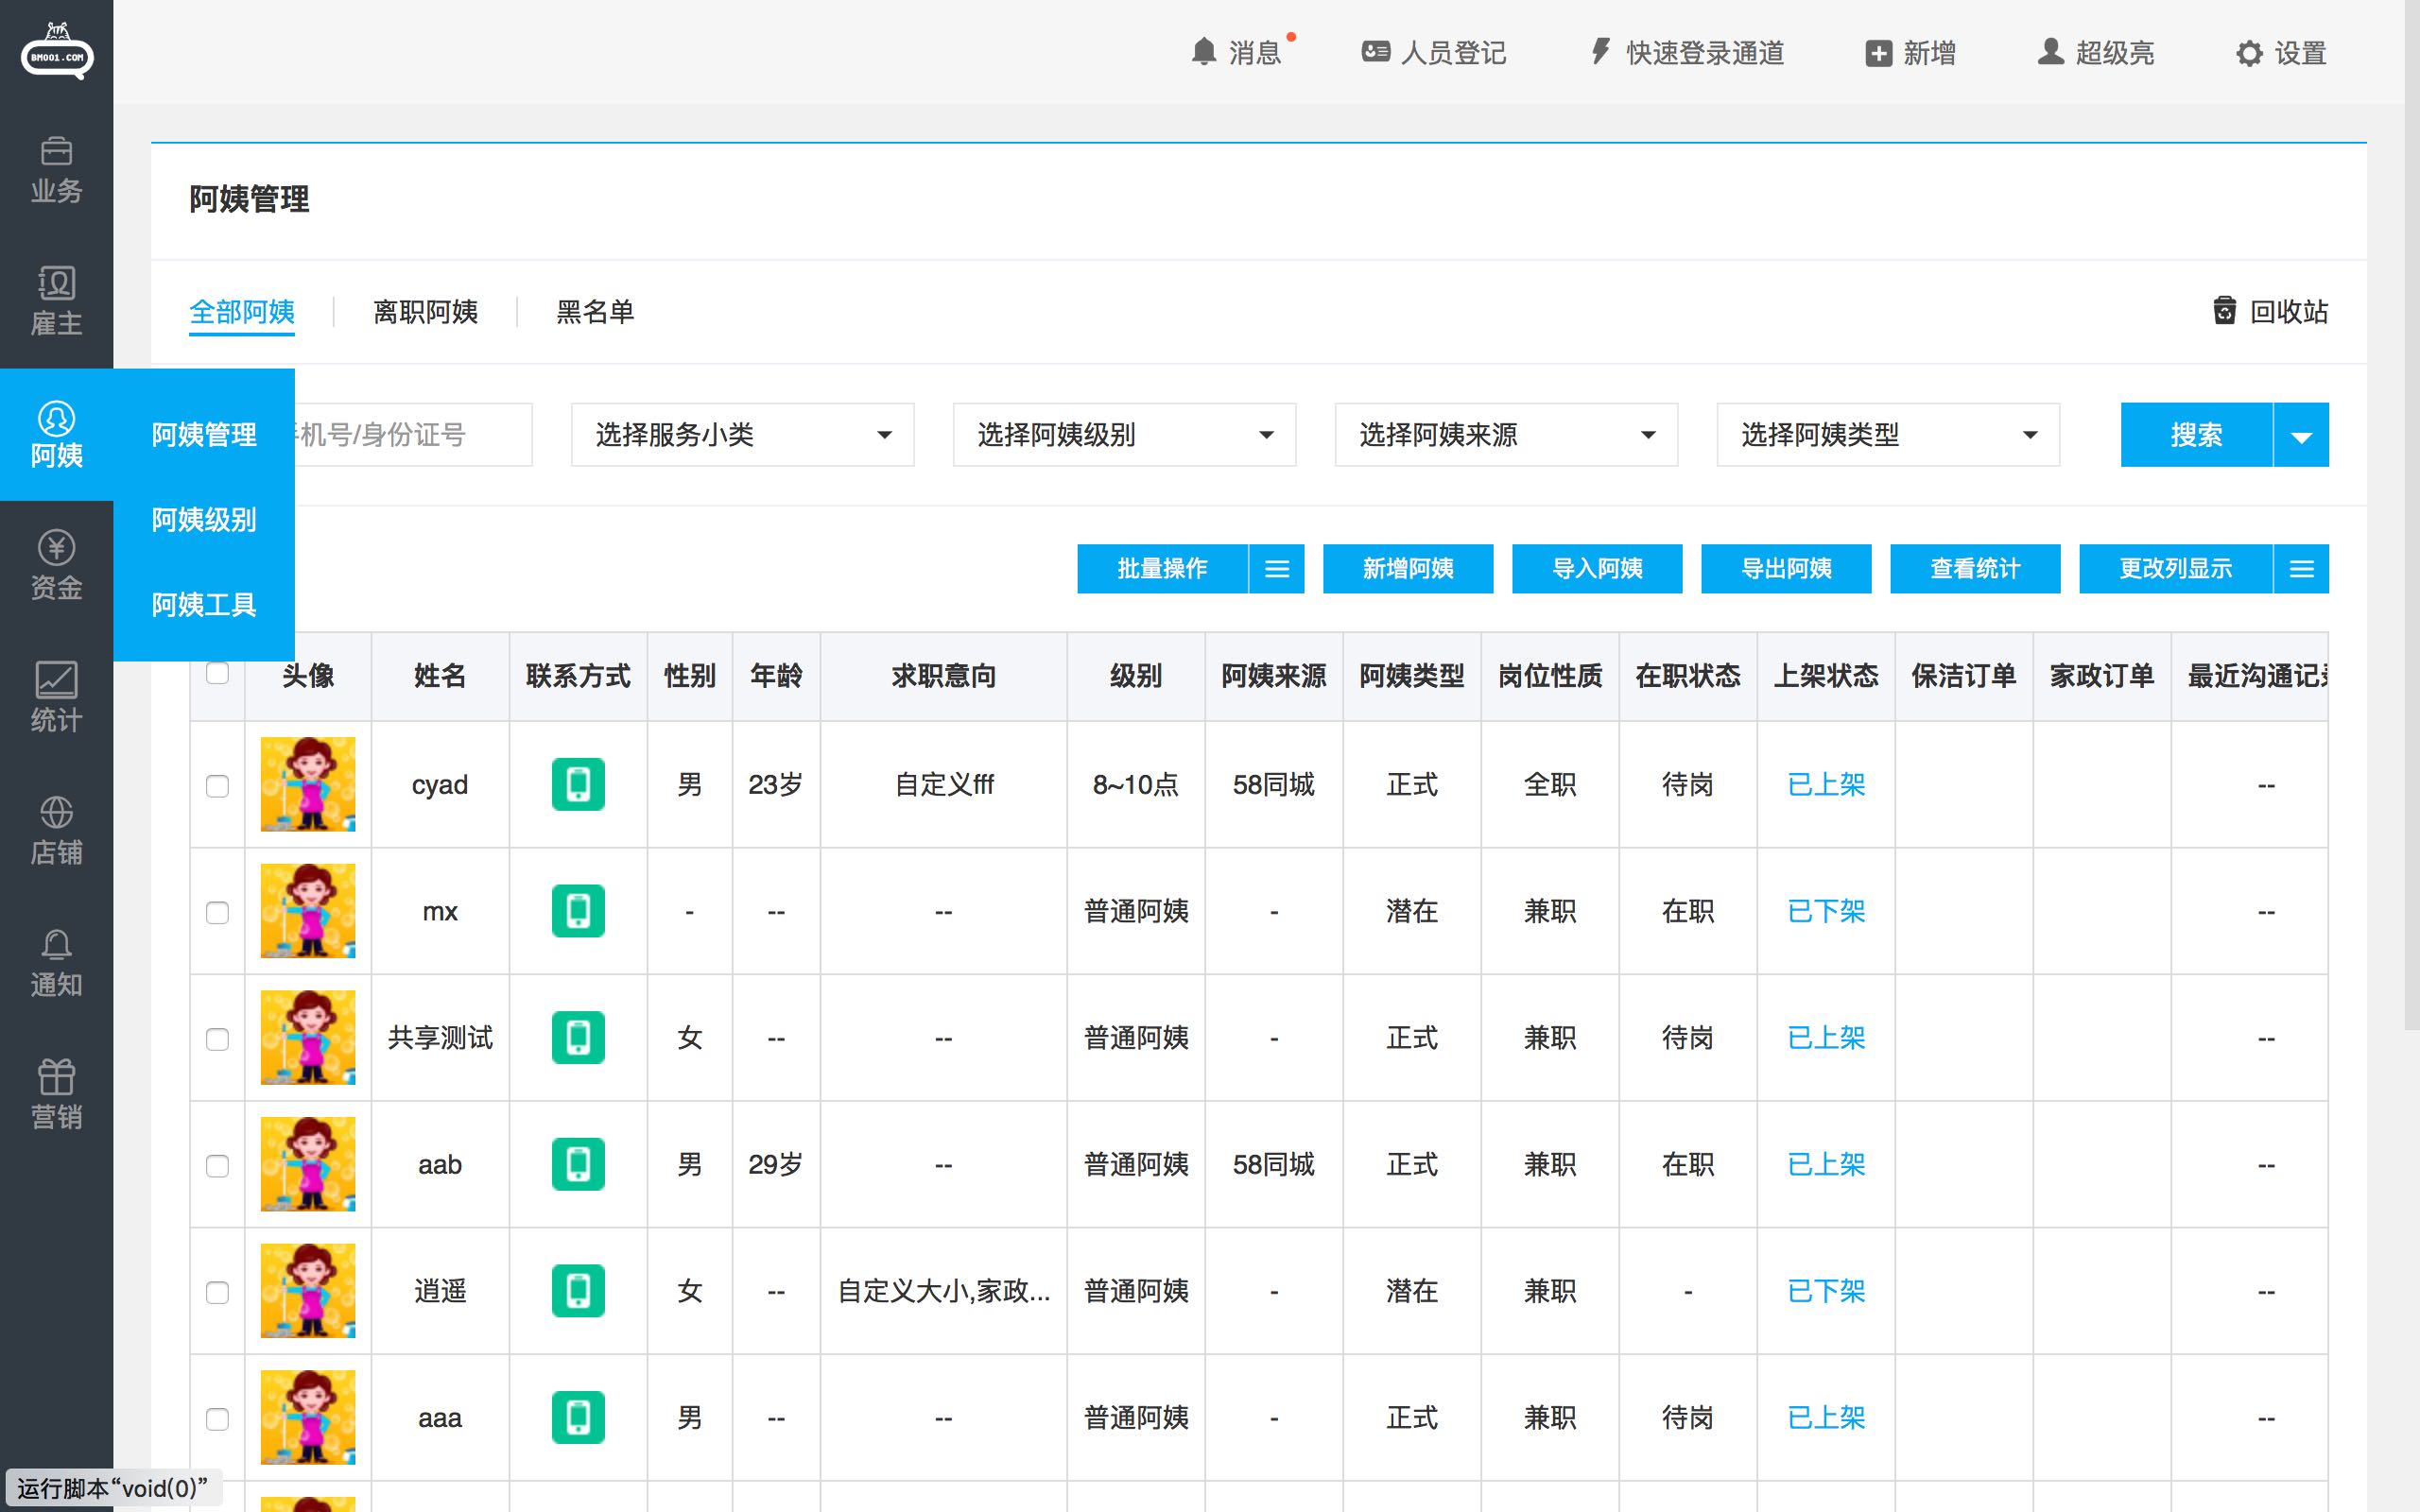 BM001.COM
消息
人员登记
快速登录通道
新增
超级亮
设置
业务
雇主
阿姨
资金
统计
店铺
通知
营销
阿姨管理
阿姨级别
阿姨工具
阿姨管理
全部阿姨
离职阿姨
黑名单
回收站
机号/身份证号
选择服务小类
选择阿姨级别
选择阿姨来源
选择阿姨类型
搜索
批量操作
新增阿姨
导入阿姨
导出阿姨
查看统计
更改列显示
头像 姓名 联系方式 性别 年龄 求职意向 级别 阿姨来源 阿姨类型 岗位性质 在职状态 上架状态 保洁订单 家政订单 最近沟通记录
cyad 男 23岁 自定义fff 8~10点 58同城 正式 全职 待岗 已上架 --
mx - -- -- 普通阿姨 - 潜在 兼职 在职 已下架 --
共享测试 女 -- -- 普通阿姨 - 正式 兼职 待岗 已上架 --
aab 男 29岁 -- 普通阿姨 58同城 正式 兼职 在职 已上架 --
逍遥 女 -- 自定义大小,家政... 普通阿姨 - 潜在 兼职 - 已下架 --
aaa 男 -- -- 普通阿姨 - 正式 兼职 待岗 已上架 --
运行脚本“void(0)”